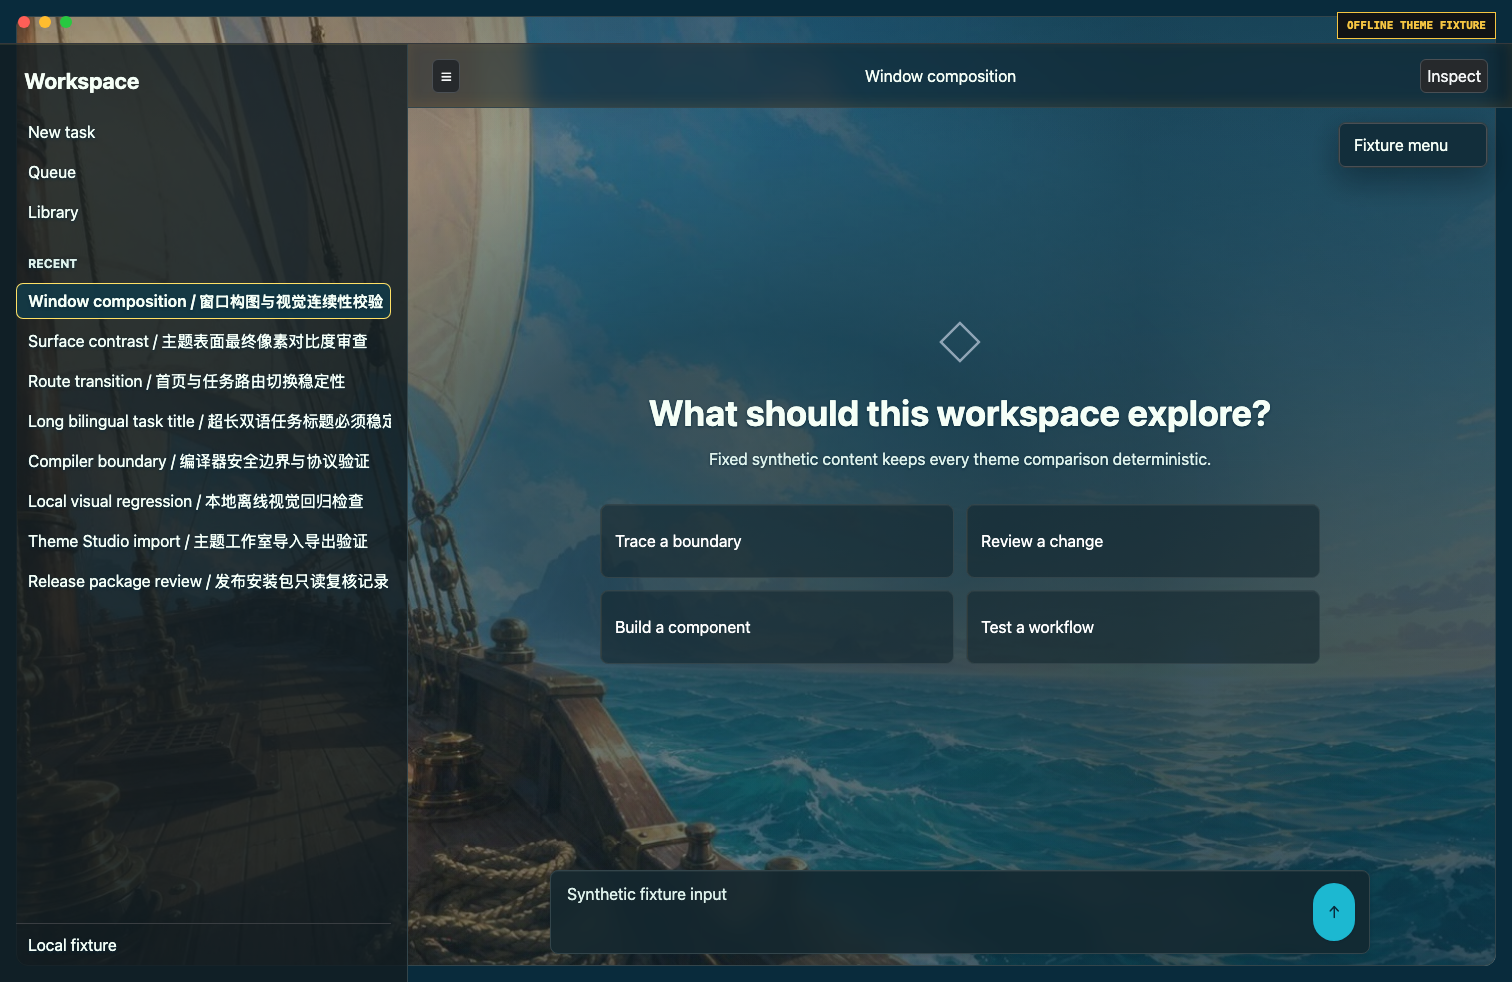 OFFLINE THEME FIXTURE
Workspace
Window composition
Inspect
New task
Queue
Library
Fixture menu
RECENT
Window composition / 窗口构图与视觉连续性校验
Surface contrast / 主题表面最终像素对比度审查
Route transition / 首页与任务路由切换稳定性
Long bilingual task title / 超长双语任务标题必须稳定
Compiler boundary / 编译器安全边界与协议验证
Local visual regression / 本地离线视觉回归检查
Theme Studio import / 主题工作室导入导出验证
Release package review / 发布安装包只读复核记录
Local fixture
What should this workspace explore?
Fixed synthetic content keeps every theme comparison deterministic.
Trace a boundary
Review a change
Build a component
Test a workflow
Synthetic fixture input